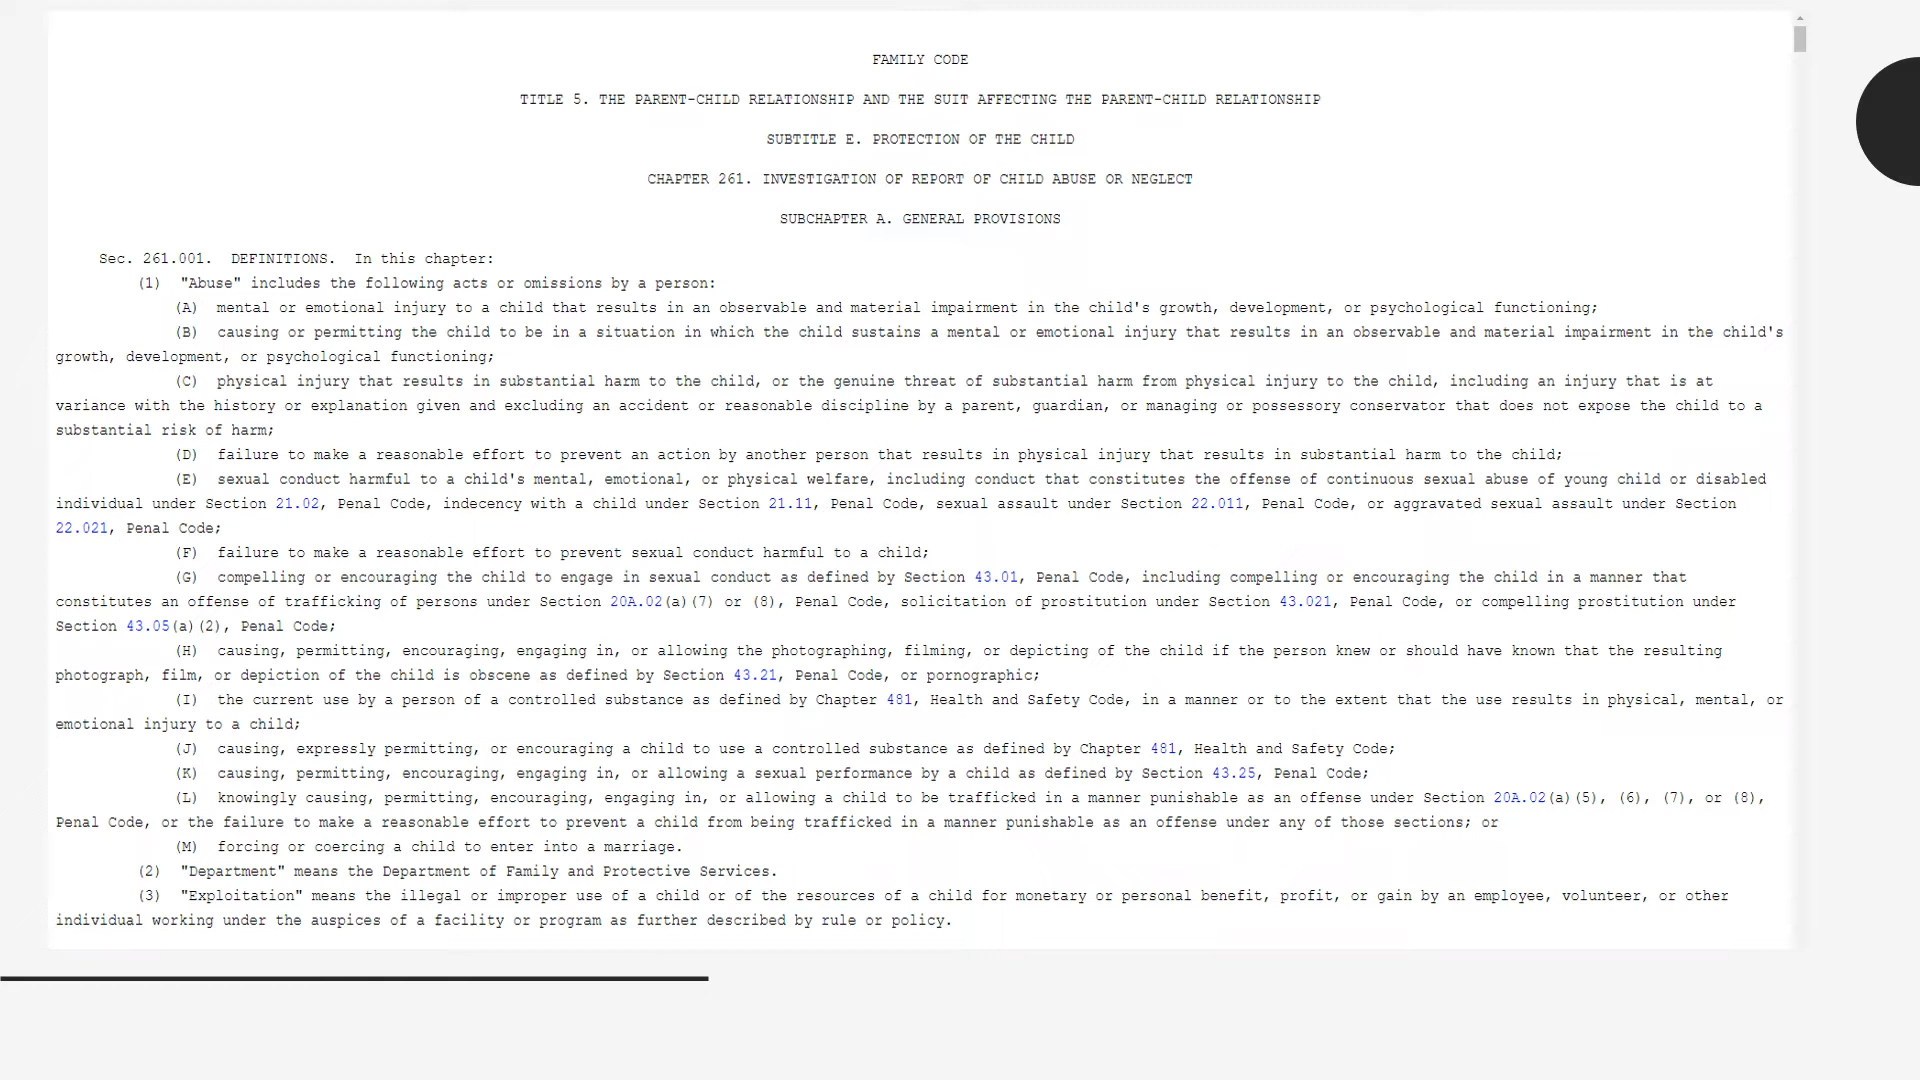 FAMILY CODE
TITLE 5. THE PARENT-CHILD RELATIONSHIP AND THE SUIT AFFECTING THE PARENT-CHILD RELATIONSHIP
SUBTITLE E. PROTECTION OF THE CHILD
CHAPTER 261. INVESTIGATION OF REPORT OF CHILD ABUSE OR NEGLECT
SUBCHAPTER A. GENERAL PROVISIONS
Sec. 261.001. DEFINITIONS. In this chapter:
(1) "Abuse" includes the following acts or omissions by a person:
(A) mental or emotional injury to a child that results in an observable and material impairment in the child's growth, development, or psychological functioning;
(B) causing or permitting the child to be in a situation in which the child sustains a mental or emotional injury that results in an observable and material impairment in the child's
growth, development, or psychological functioning;
(C) physical injury that results in substantial harm to the child, or the genuine threat of substantial harm from physical injury to the child, including an injury that is at
variance with the history or explanation given and excluding an accident or reasonable discipline by a parent, guardian, or managing or possessory conservator that does not expose the child to a
substantial risk of harm;
(D) failure to make a reasonable effort to prevent an action by another person that results in physical injury that results in substantial harm to the child;
(E) sexual conduct harmful to a child's mental, emotional, or physical welfare, including conduct that constitutes the offense of continuous sexual abuse of young child or disabled
individual under Section 21.02, Penal Code, indecency with a child under Section 21.11, Penal Code, sexual assault under Section 22.011, Penal Code, or aggravated sexual assault under Section
22.021, Penal Code;
(F) failure to make a reasonable effort to prevent sexual conduct harmful to a child;
(G) compelling or encouraging the child to engage in sexual conduct as defined by Section 43.01, Penal Code, including compelling or encouraging the child in a manner that
constitutes an offense of trafficking of persons under Section 20A.02(a)(7) or (8), Penal Code, solicitation of prostitution under Section 43.021, Penal Code, or compelling prostitution under
Section 43.05(a)(2), Penal Code;
(H) causing, permitting, encouraging, engaging in, or allowing the photographing, filming, or depicting of the child if the person knew or should have known that the resulting
photograph, film, or depiction of the child is obscene as defined by Section 43.21, Penal Code, or pornographic;
(I) the current use by a person of a controlled substance as defined by Chapter 481, Health and Safety Code, in a manner or to the extent that the use results in physical, mental, or
emotional injury to a child;
(J) causing, expressly permitting, or encouraging a child to use a controlled substance as defined by Chapter 481, Health and Safety Code;
(K) causing, permitting, encouraging, engaging in, or allowing a sexual performance by a child as defined by Section 43.25, Penal Code;
(L) knowingly causing, permitting, encouraging, engaging in, or allowing a child to be trafficked in a manner punishable as an offense under Section 20A.02(a)(5), (6), (7), or (8),
Penal Code, or the failure to make a reasonable effort to prevent a child from being trafficked in a manner punishable as an offense under any of those sections; or
(M) forcing or coercing a child to enter into a marriage.
(2) "Department" means the Department of Family and Protective Services.
(3) "Exploitation" means the illegal or improper use of a child or of the resources of a child for monetary or personal benefit, profit, or gain by an employee, volunteer, or other
individual working under the auspices of a facility or program as further described by rule or policy.